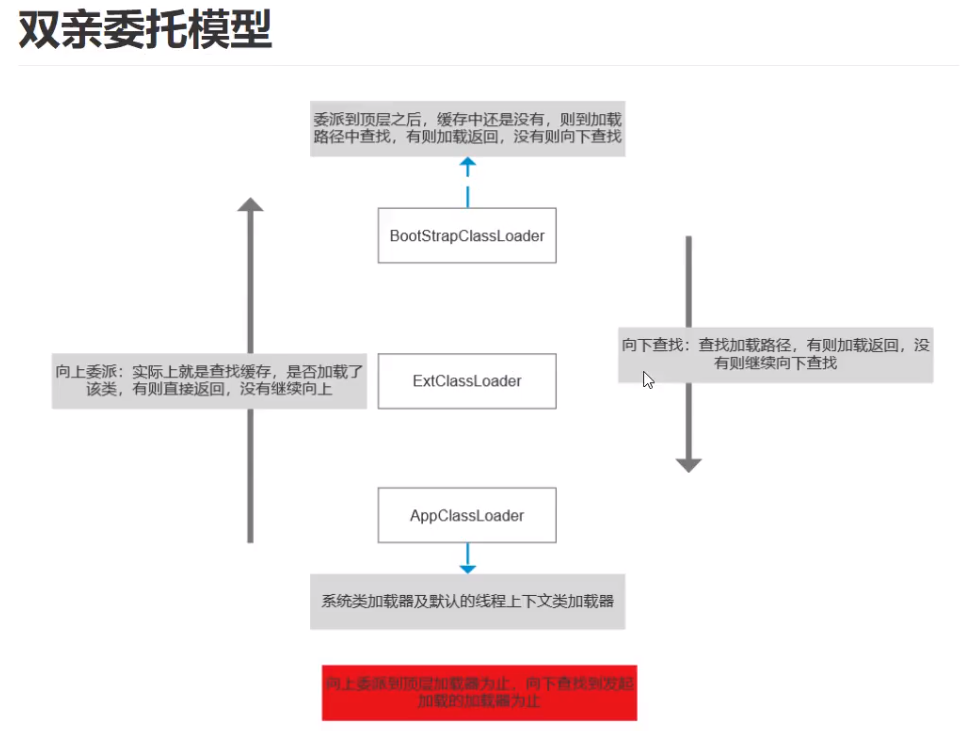 双亲委托模型
委派到顶层之后，缓存中还是没有，则到加载
路径中查找，有则加载返回，没有则向下查找
BootStrapClassLoader
向上委派：实际上就是查找缓存，是否加载了
该类，有则直接返回，没有继续向上
ExtClassLoader
向下查找：查找加载路径，有则加载返回，没
有则继续向下查找
AppClassLoader
系统类加载器及默认的线程上下文类加载器
向上委派到顶层加载器为止，向下查找到发起
加载的加载器为止